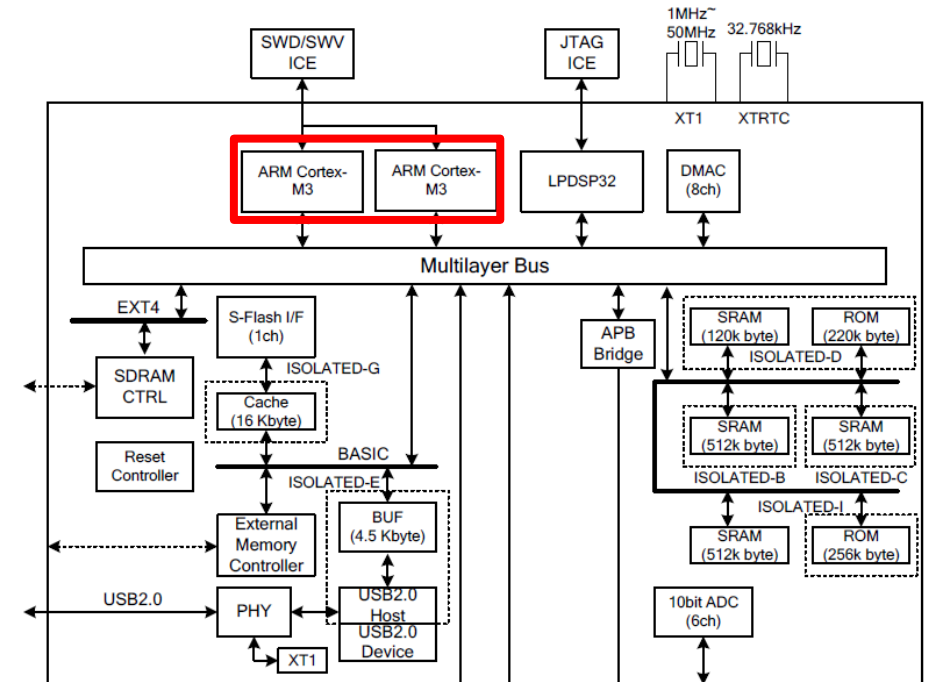 1MHz~
50MHz
32.768kHz
SWD/SWV
ICE
JTAG
ICE
XT1
XTRTC
ARM Cortex-
M3
ARM Cortex-
M3
LPDSP32
DMAC
(8ch)
Multilayer Bus
EXT4
S-Flash I/F
(1ch)
APB
Bridge
SRAM
(120k byte)
ROM
(220k byte)
ISOLATED-D
ISOLATED-G
SDRAM
CTRL
Cache
(16 Kbyte)
SRAM
(512k byte)
SRAM
(512k byte)
Reset
Controller
BASIC
ISOLATED-E
ISOLATED-B
ISOLATED-C
ISOLATED-I
External
Memory
Controller
BUF
(4.5 Kbyte)
SRAM
(512k byte)
ROM
(256k byte)
USB2.0
PHY
USB2.0
Host
USB2.0
Device
XT1
10bit ADC
(6ch)